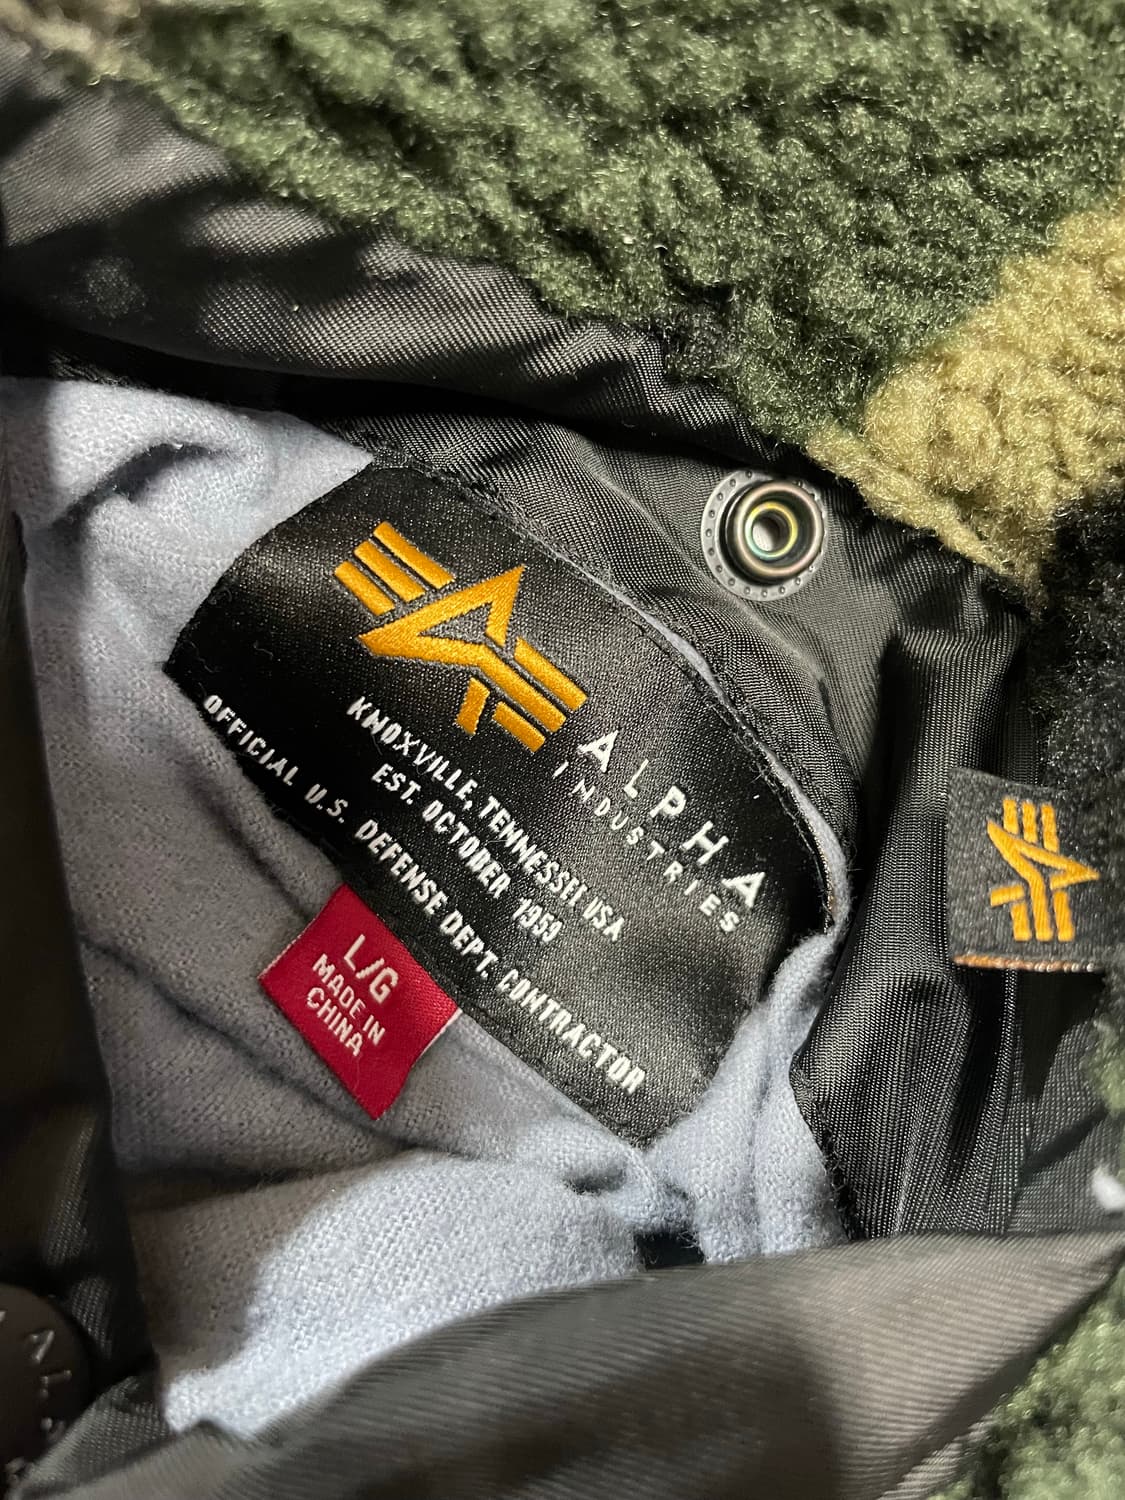 ALPHA
INDUSTRIES
KNOXVILLE, TENNESSEE USA
EST. OCTOBER 1959
OFFICIAL U.S. DEFENSE DEPT. CONTRACTOR
L/G
MADE IN
CHINA